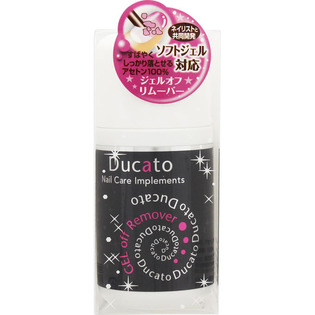 ネイリストと
共同開発
ソフトジェル
対応
すばやく
しっかり落とせる
アセトン100%
ジェルオフ
リムーバー
Ducato
Nail Care Implements
GEL off Remover
DucatoDucatoDucatoDucatoDucatoDucato